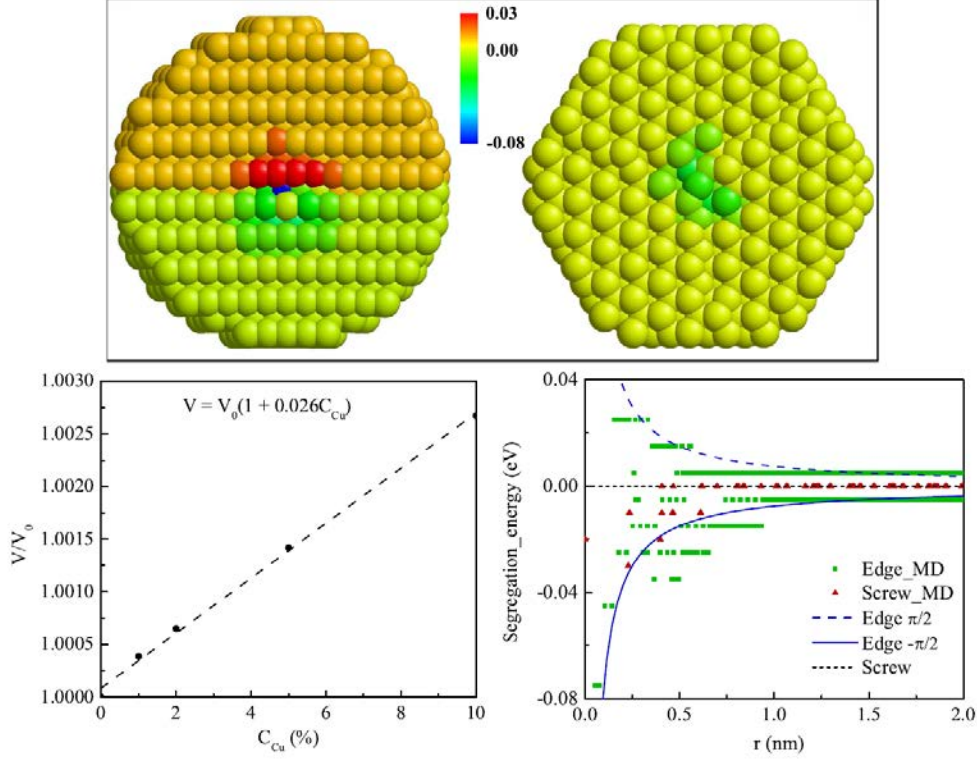 0.03
0.00
-0.08
1.0030
1.0025
1.0020
1.0015
1.0010
1.0005
1.0000
V/V₀
V = V₀(1 + 0.026C_Cu)
0 2 4 6 8 10
C_Cu (%)
0.04
0.00
-0.04
-0.08
Segregation_energy (eV)
Edge_MD
Screw_MD
Edge π/2
Edge -π/2
Screw
0.0 0.5 1.0 1.5 2.0
r (nm)